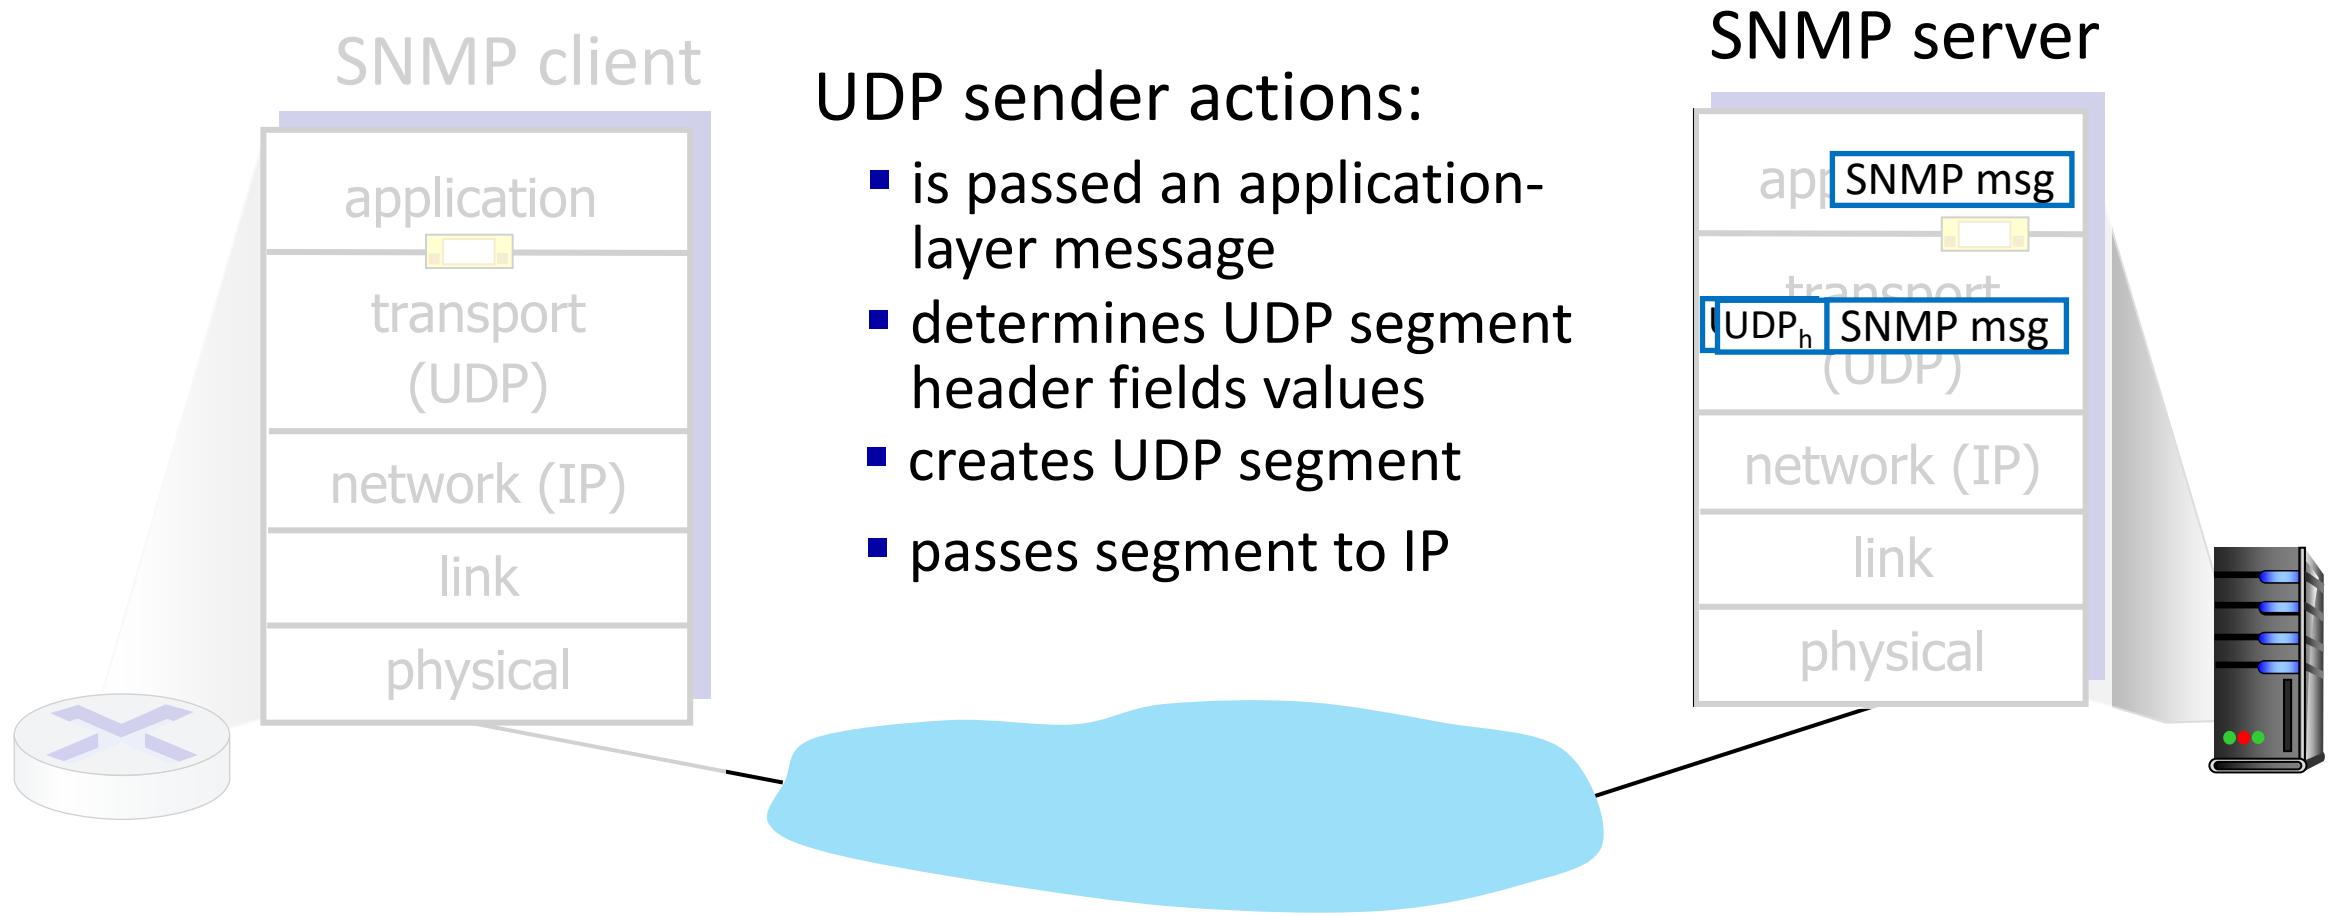 SNMP client
application
transport
(UDP)
network (IP)
link
physical
UDP sender actions:
is passed an application-
layer message
determines UDP segment
header fields values
creates UDP segment
passes segment to IP
SNMP server
SNMP msg
transport
UDPh SNMP msg
(UDP)
network (IP)
link
physical